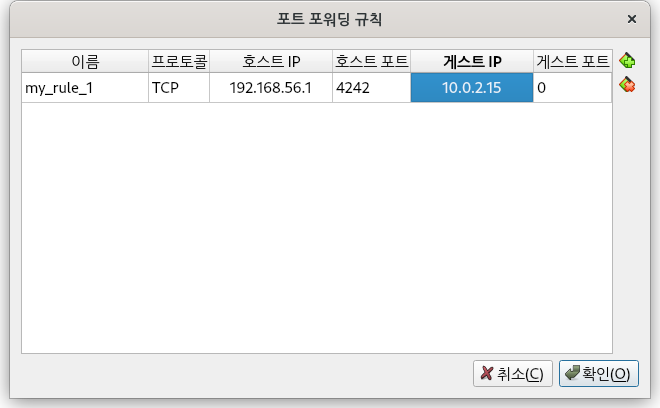 포트 포워딩 규칙
이름 프로토콜 호스트 IP 호스트 포트 게스트 IP 게스트 포트
my_rule_1 TCP 192.168.56.1 4242 10.0.2.15 0
취소(C) 확인(O)